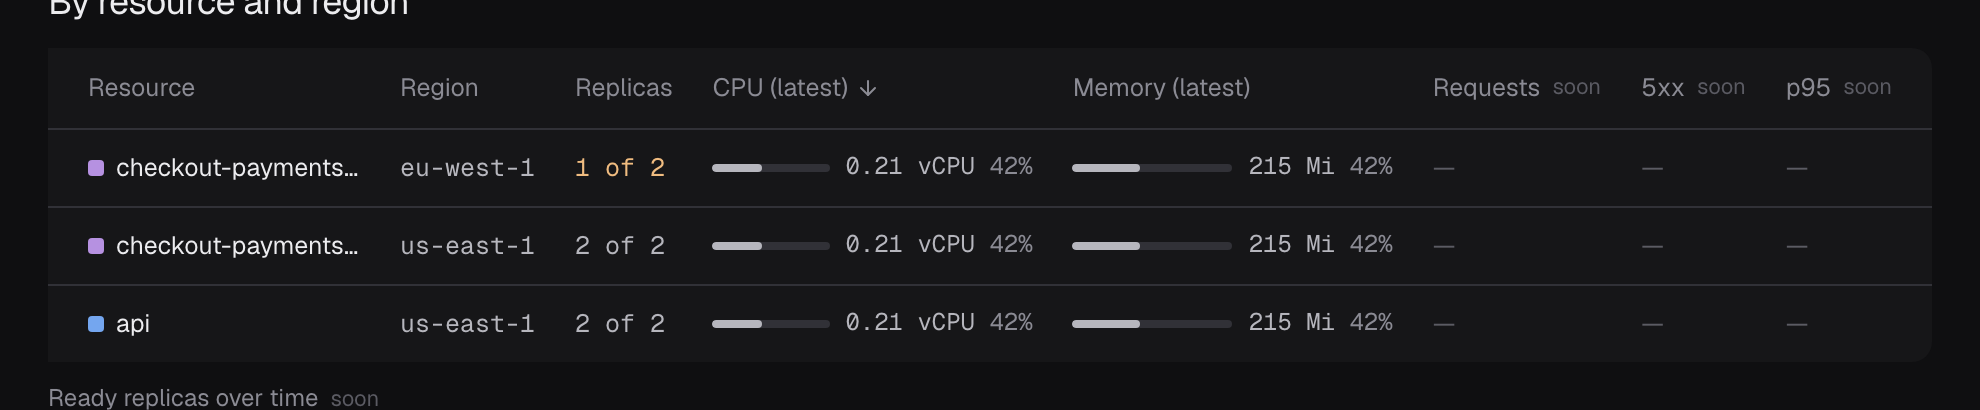 By resource and region
Resource Region Replicas CPU (latest) ↓ Memory (latest) Requests soon 5xx soon p95 soon
checkout-payments… eu-west-1 1 of 2 0.21 vCPU 42% 215 Mi 42% — — —
checkout-payments… us-east-1 2 of 2 0.21 vCPU 42% 215 Mi 42% — — —
api us-east-1 2 of 2 0.21 vCPU 42% 215 Mi 42% — — —
Ready replicas over time soon